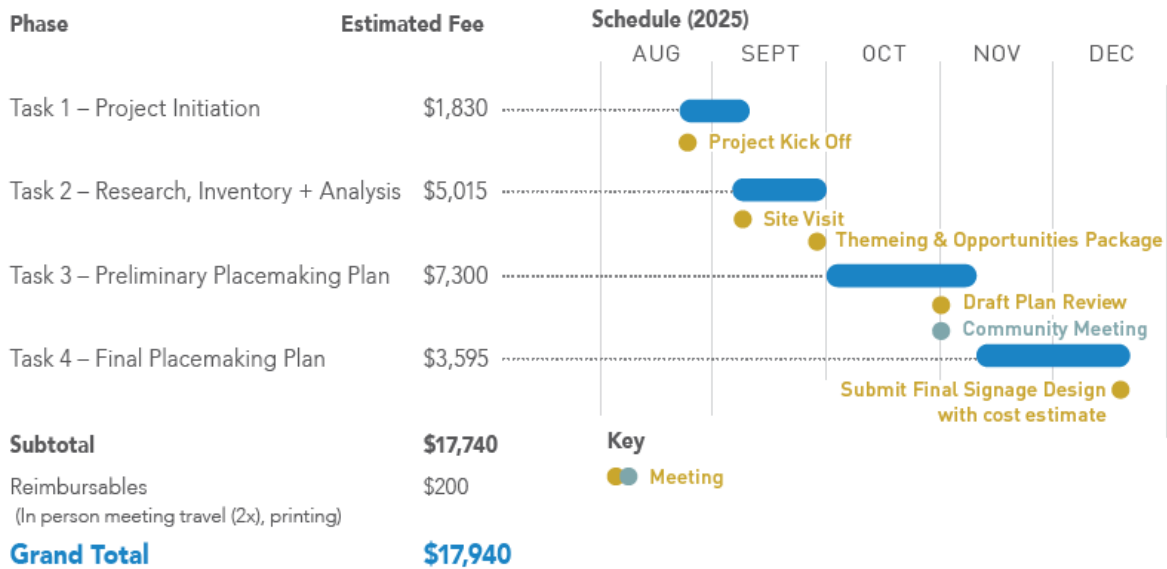 Phase Estimated Fee Schedule (2025)
AUG SEPT OCT NOV DEC
Task 1 – Project Initiation $1,830
Project Kick Off
Task 2 – Research, Inventory + Analysis $5,015
Site Visit
Themeing & Opportunities Package
Task 3 – Preliminary Placemaking Plan $7,300
Draft Plan Review
Community Meeting
Task 4 – Final Placemaking Plan $3,595
Submit Final Signage Design
with cost estimate
Subtotal $17,740 Key
Reimbursables $200 Meeting
(In person meeting travel (2x), printing)
Grand Total $17,940